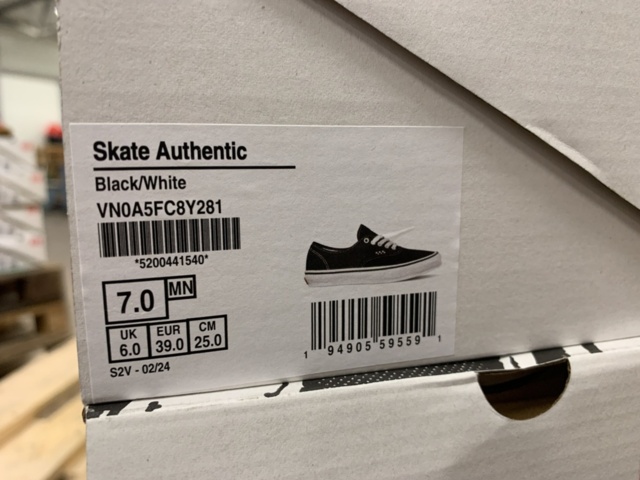 Skate Authentic
Black/White
VN0A5FC8Y281
*5200441540*
7.0 MN
UK EUR CM
6.0 39.0 25.0
S2V - 02/24
1 94905 59559 1